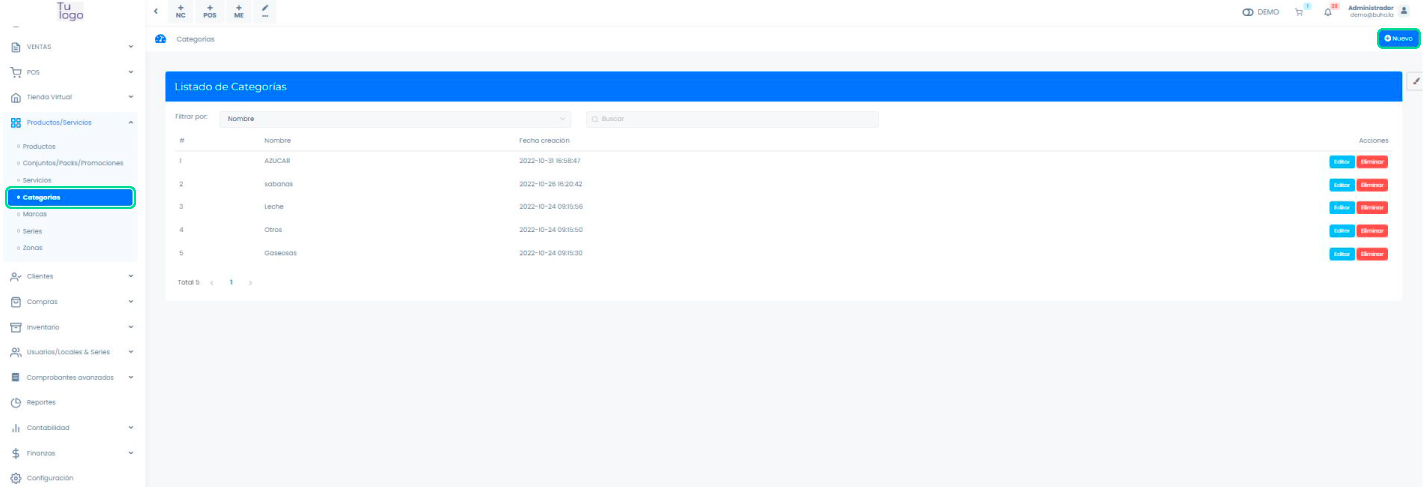 Tu
logo
NC
POS
ME
DEMO
1
Administrador
demo@buho.la
VENTAS
POS
Tienda Virtual
Productos/Servicios
Productos
Conjuntos/Packs/Promociones
Servicios
Categorías
Marcas
Series
Zonas
Clientes
Compras
Inventario
Usuarios/Locales & Series
Comprobantes avanzados
Reportes
Contabilidad
Finanzas
Configuración
Categorías
Nuevo
Listado de Categorías
Filtrar por: Nombre Buscar
# Nombre Fecha creación Acciones
1 AZUCAR 2022-10-31 16:58:47 Editar Eliminar
2 sabanas 2022-10-26 16:20:42 Editar Eliminar
3 Leche 2022-10-24 09:15:56 Editar Eliminar
4 Otros 2022-10-24 09:15:50 Editar Eliminar
5 Gaseosas 2022-10-24 09:15:30 Editar Eliminar
Total 5 < 1 >